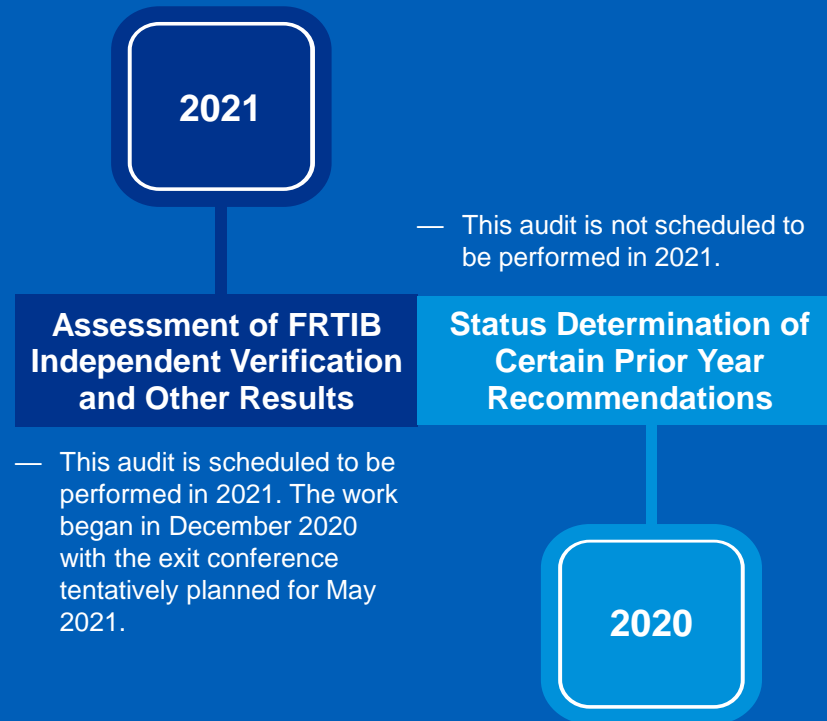 2021
Assessment of FRTIB
Independent Verification
and Other Results
— This audit is scheduled to be
performed in 2021. The work
began in December 2020
with the exit conference
tentatively planned for May
2021.
— This audit is not scheduled to
be performed in 2021.
Status Determination of
Certain Prior Year
Recommendations
2020